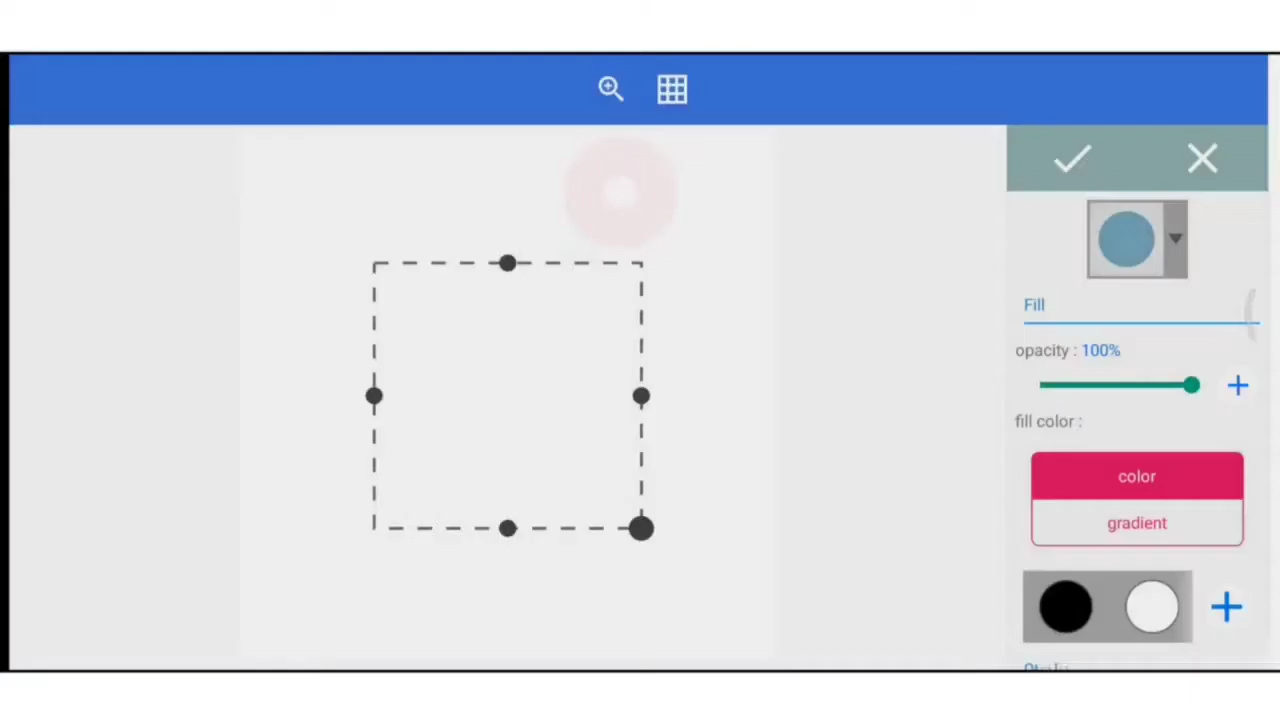 Fill
opacity : 100%
fill color :
color
gradient